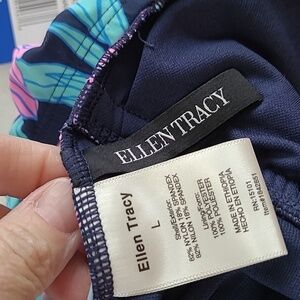 ELLEN TRACY
Ellen Tracy
L
Shell/Exterior
82% NYLON 18% SPANDEX
82% NILON 18% SPANDEX
Lining/Forro
100% POLYESTER
100% POLIESTER
MADE IN ETHIOPIA
HECHO EN ETIOPIA
RN:15101